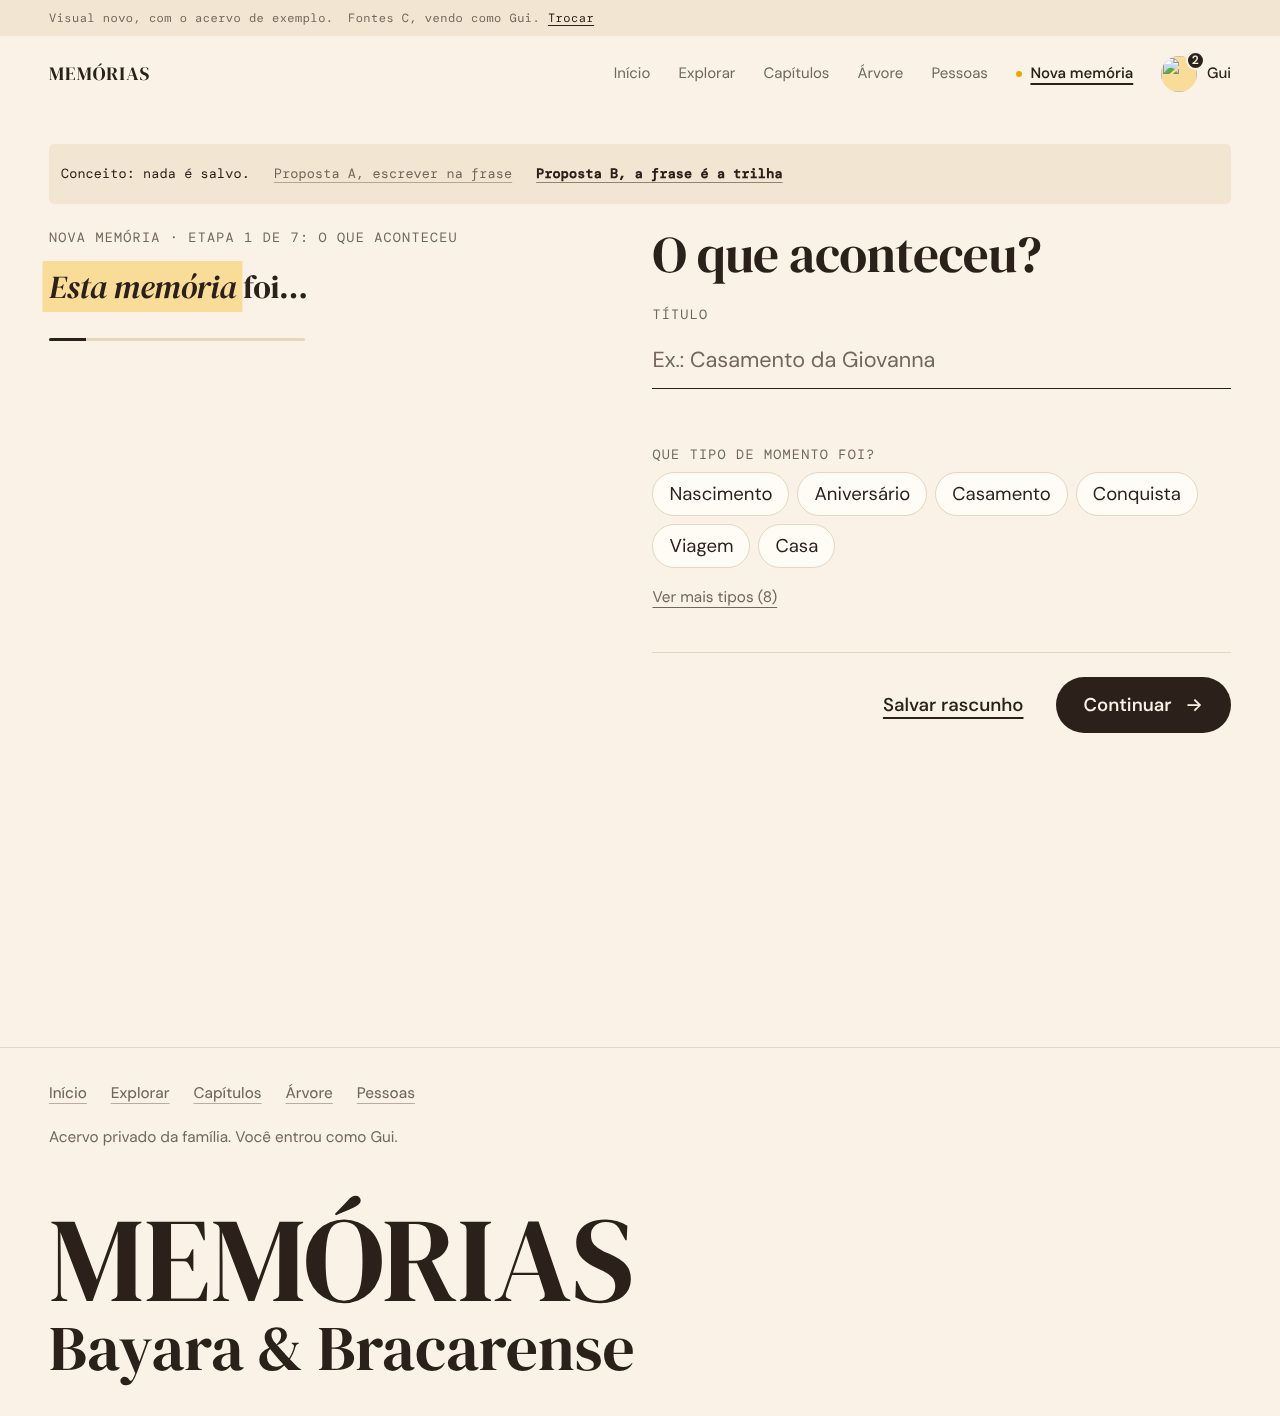 Visual novo, com o acervo de exemplo. Fontes C, vendo como Gui. Trocar
MEMÓRIAS
Início Explorar Capítulos Árvore Pessoas Nova memória 2 Gui
Conceito: nada é salvo. Proposta A, escrever na frase Proposta B, a frase é a trilha
NOVA MEMÓRIA · ETAPA 1 DE 7: O QUE ACONTECEU
Esta memória foi...
O que aconteceu?
TÍTULO
Ex.: Casamento da Giovanna
QUE TIPO DE MOMENTO FOI?
Nascimento Aniversário Casamento Conquista
Viagem Casa
Ver mais tipos (8)
Salvar rascunho Continuar →
Início Explorar Capítulos Árvore Pessoas
Acervo privado da família. Você entrou como Gui.
MEMÓRIAS
Bayara & Bracarense